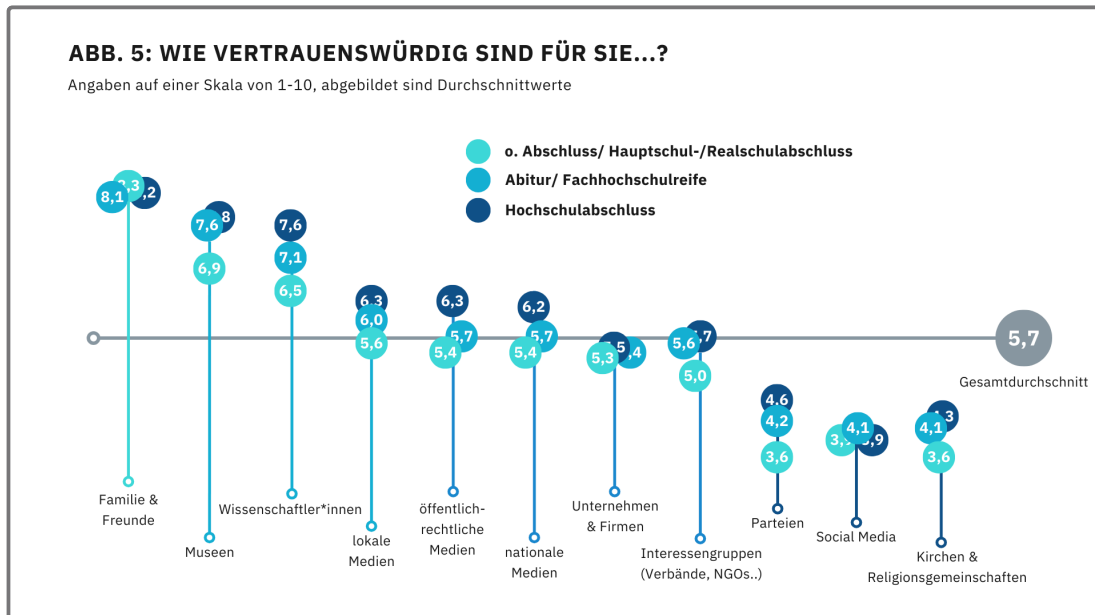 ABB. 5: WIE VERTRAUENSWÜRDIG SIND FÜR SIE...?
Angaben auf einer Skala von 1-10, abgebildet sind Durchschnittwerte
o. Abschluss/ Hauptschul-/Realschulabschluss
Abitur/ Fachhochschulreife
Hochschulabschluss
8,1
7,6
6,9
7,6
7,1
6,5
6,3
6,0
5,6
6,3
5,7
5,4
6,2
5,7
5,4
5,3
5,6
5,0
4,6
4,2
3,6
4,1
4,1
3,6
5,7
Gesamtdurchschnitt
Familie &
Freunde
Museen
Wissenschaftler*innen
lokale
Medien
öffentlich-
rechtliche
Medien
nationale
Medien
Unternehmen
& Firmen
Interessengruppen
(Verbände, NGOs..)
Parteien
Social Media
Kirchen &
Religionsgemeinschaften